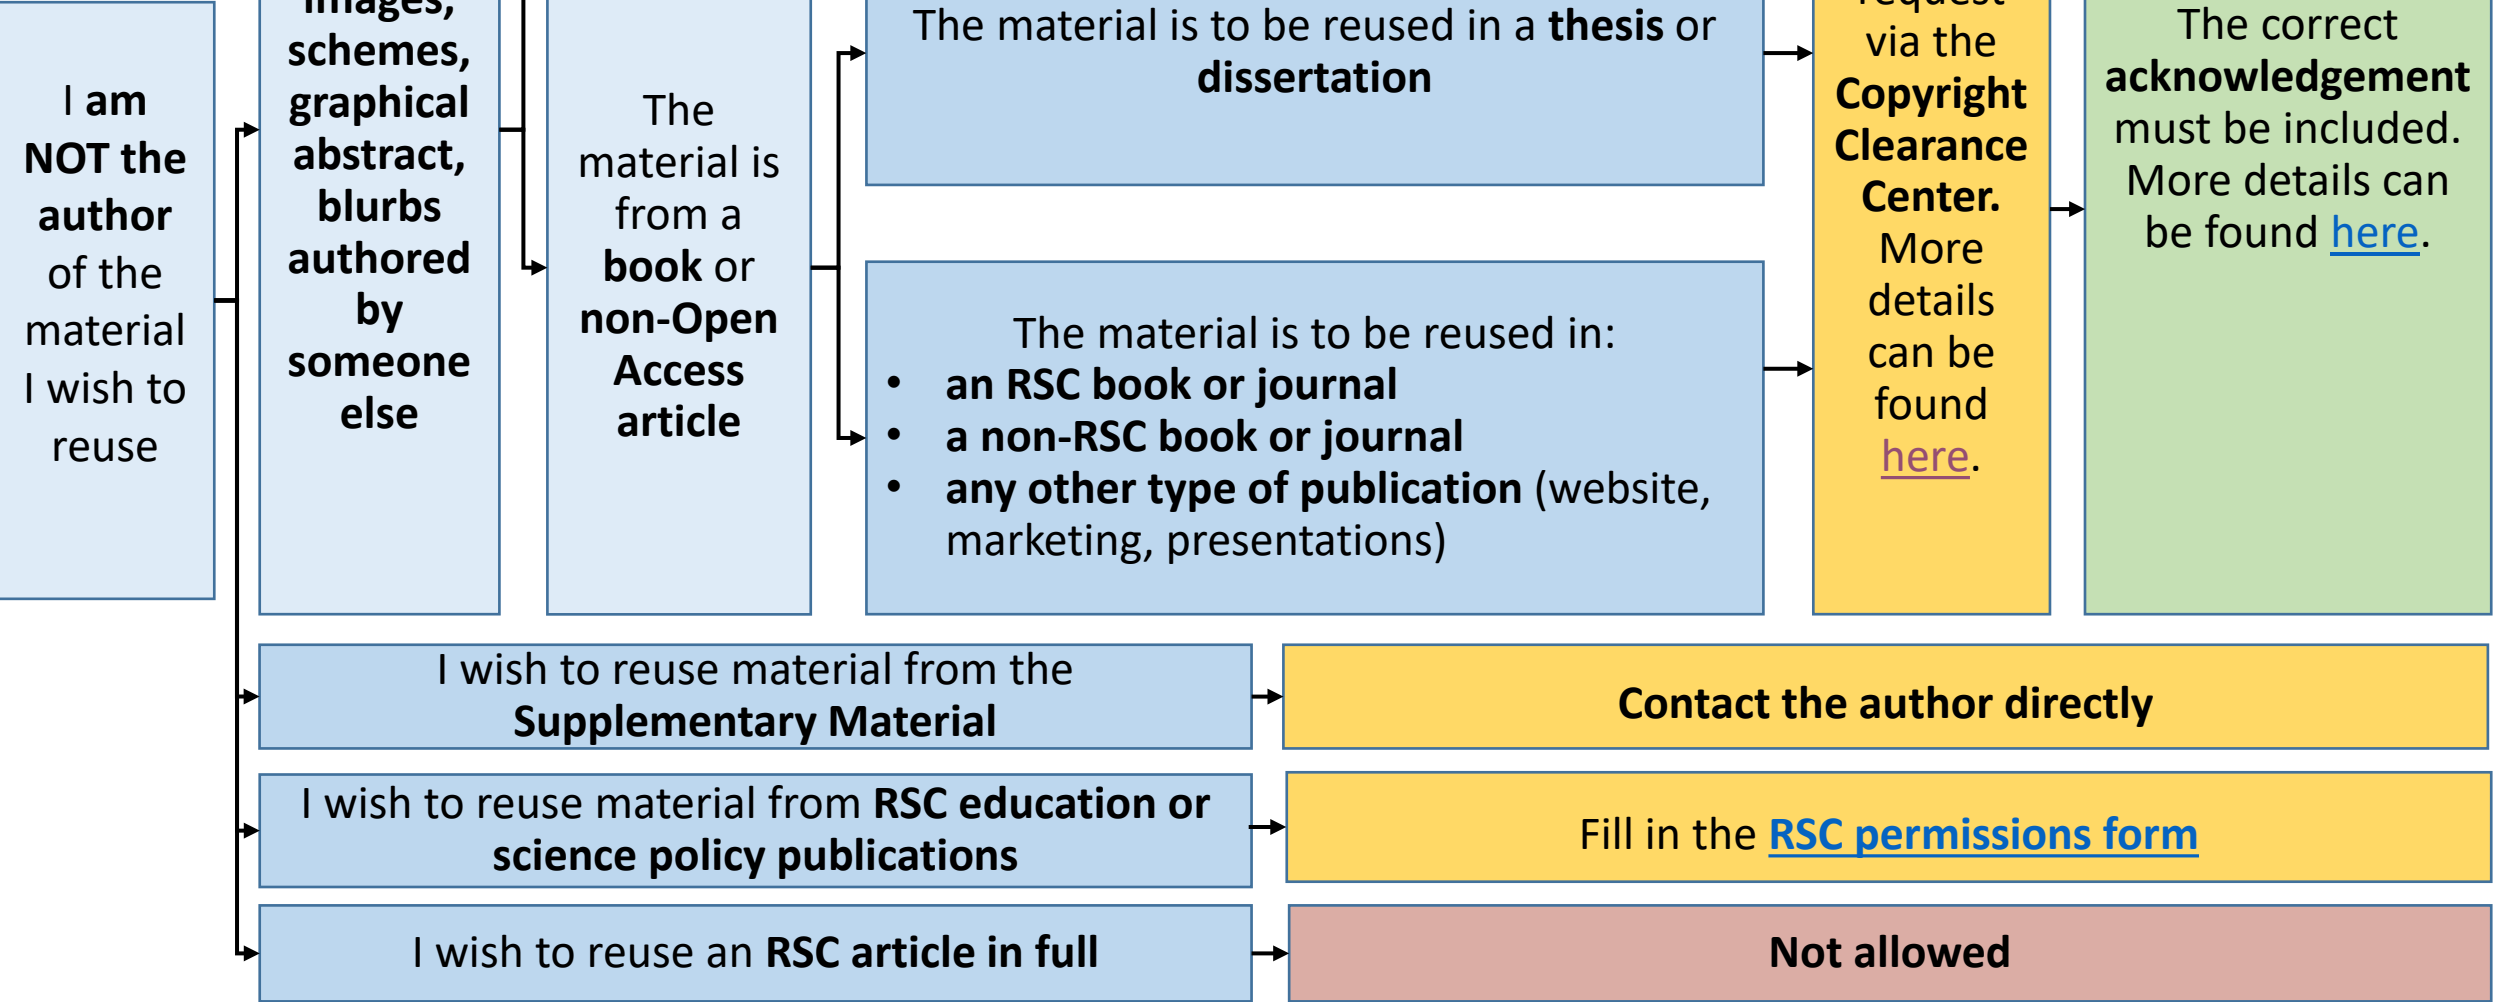 I am
NOT the
author
of the
material
I wish to
reuse
images,
schemes,
graphical
abstract,
blurbs
authored
by
someone
else
The
material is
from a
book or
non-Open
Access
article
The material is to be reused in a thesis or
dissertation
The material is to be reused in:
• an RSC book or journal
• a non-RSC book or journal
• any other type of publication (website,
marketing, presentations)
request
via the
Copyright
Clearance
Center.
More
details
can be
found
here.
The correct
acknowledgement
must be included.
More details can
be found here.
I wish to reuse material from the
Supplementary Material
Contact the author directly
I wish to reuse material from RSC education or
science policy publications
Fill in the RSC permissions form
I wish to reuse an RSC article in full
Not allowed